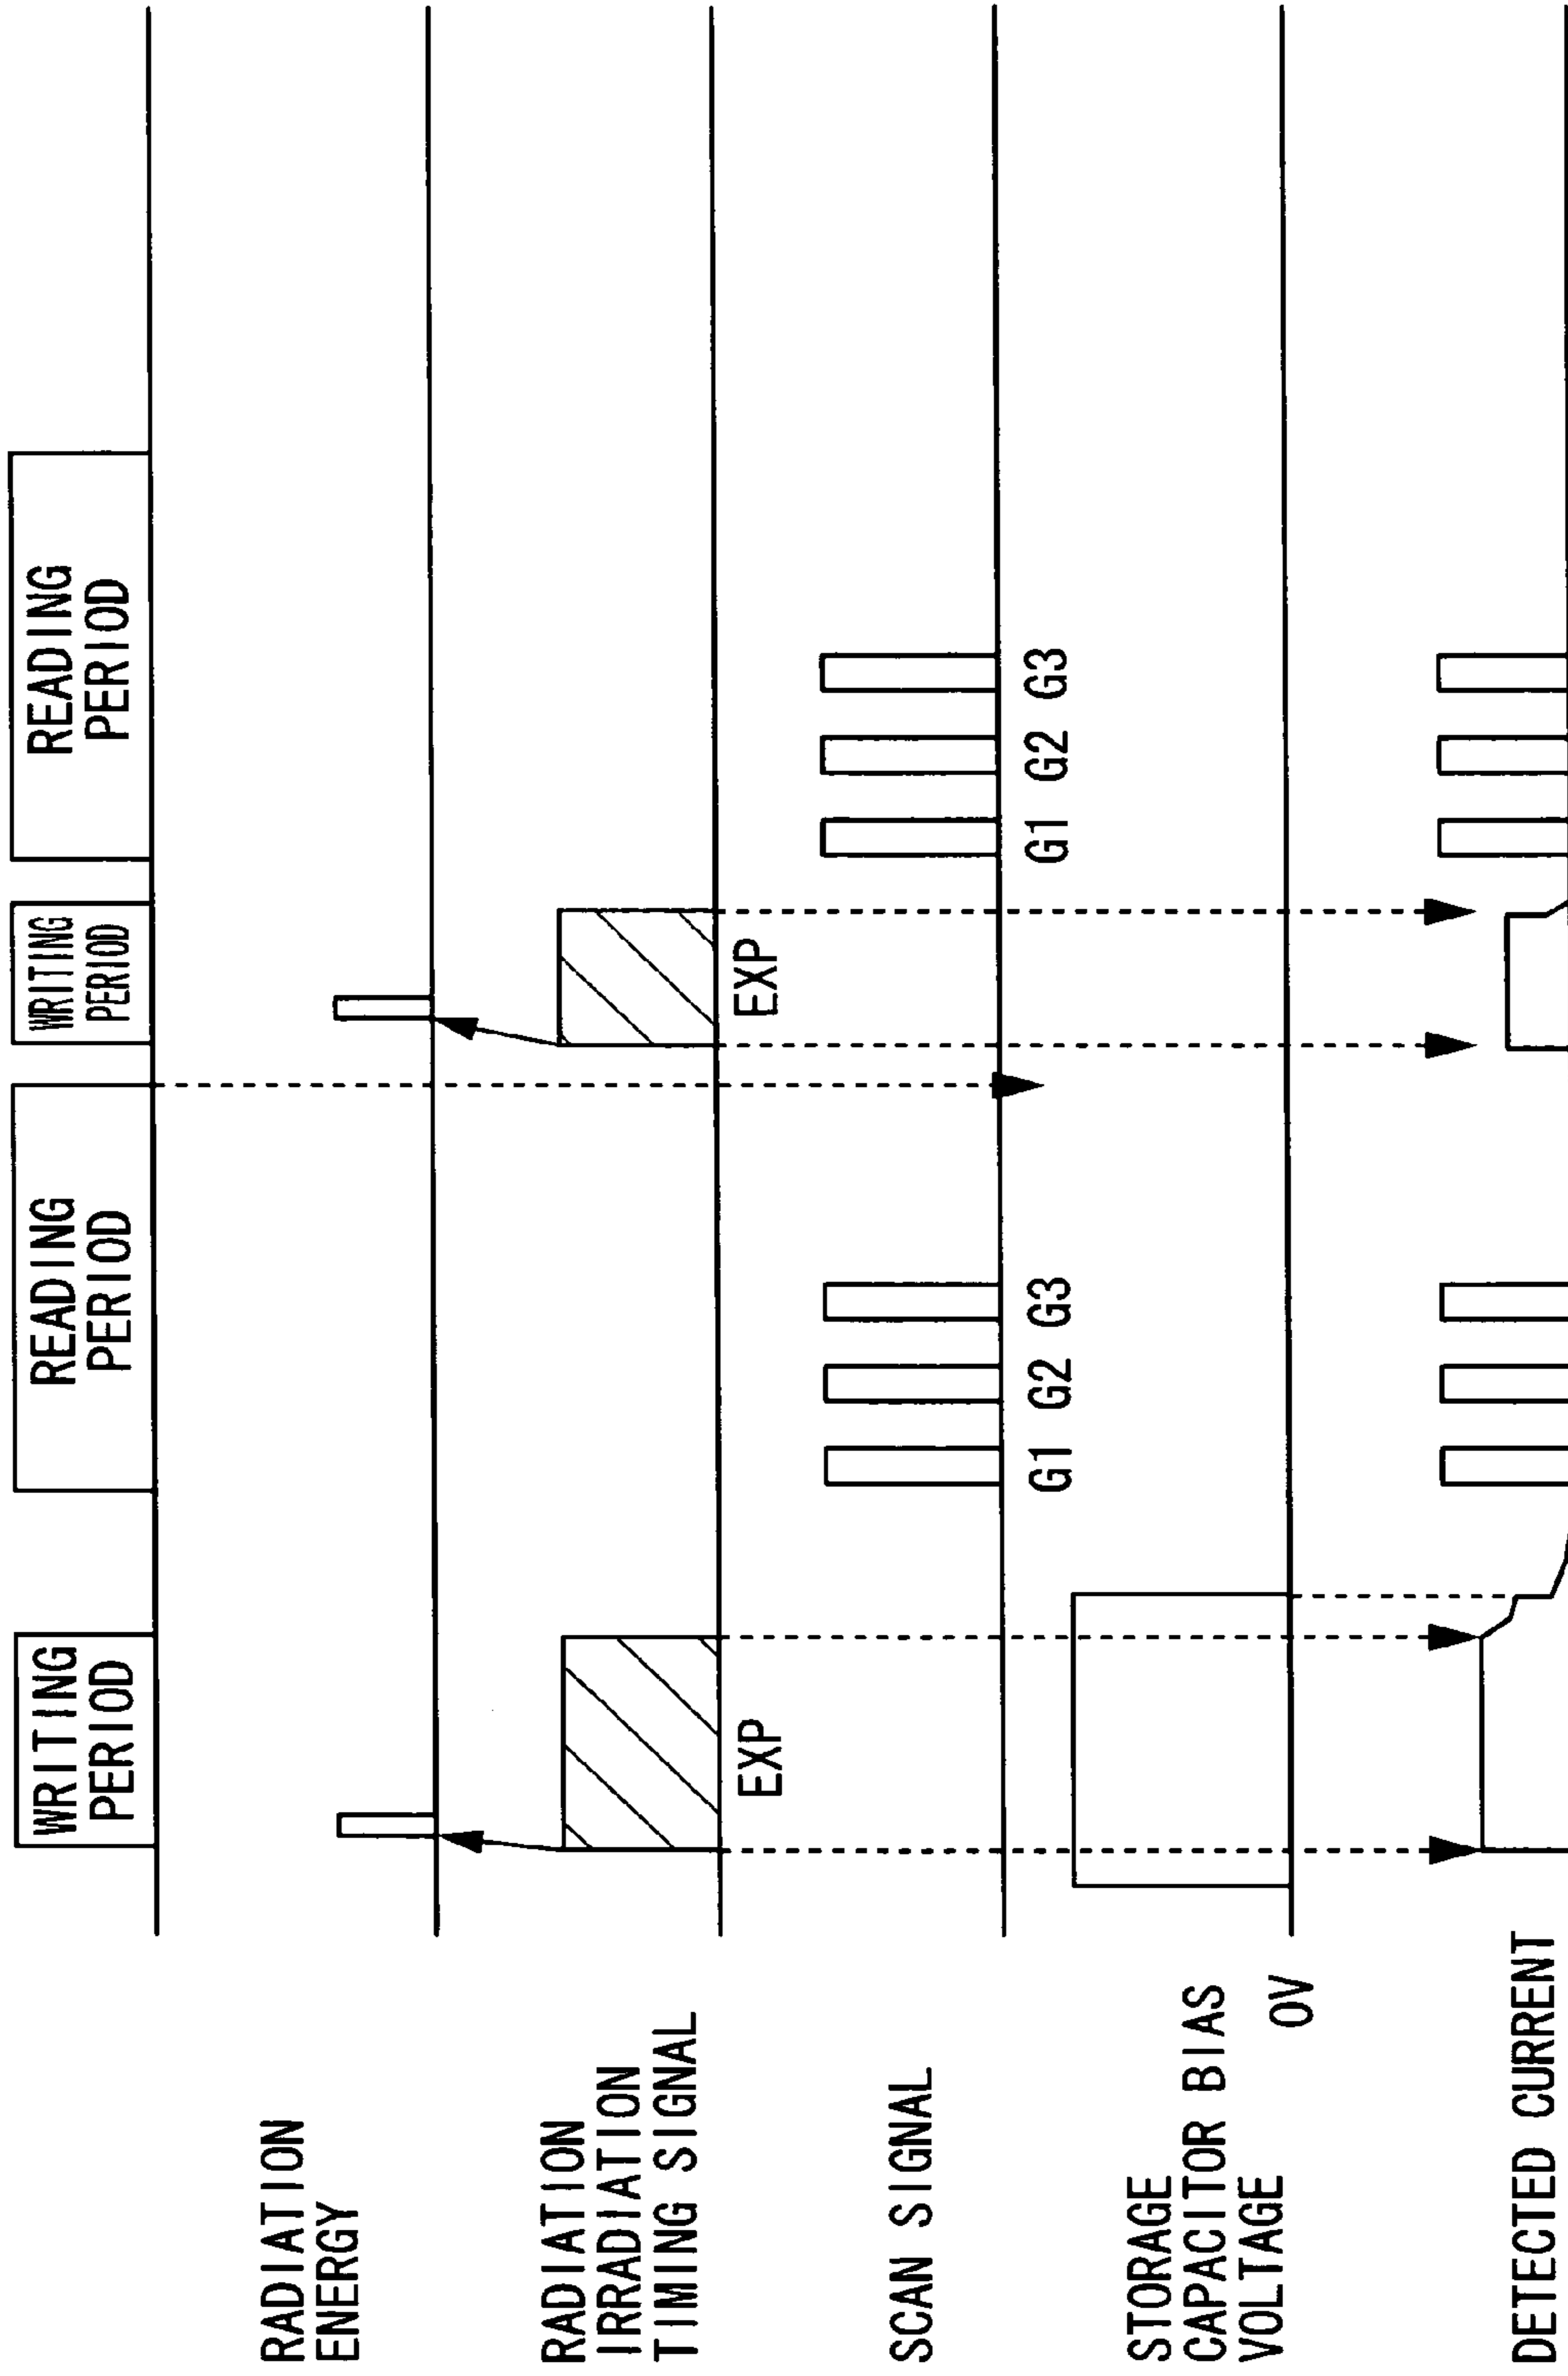 WRITING
PERIOD
READING
PERIOD
WRITING
PERIOD
READING
PERIOD
RADIATION
ENERGY
RADIATION
IRRADIATION
TIMING SIGNAL
EXP
EXP
SCAN SIGNAL
G1 G2 G3
G1 G2 G3
STORAGE
CAPACITOR BIAS
VOLTAGE
0V
DETECTED CURRENT